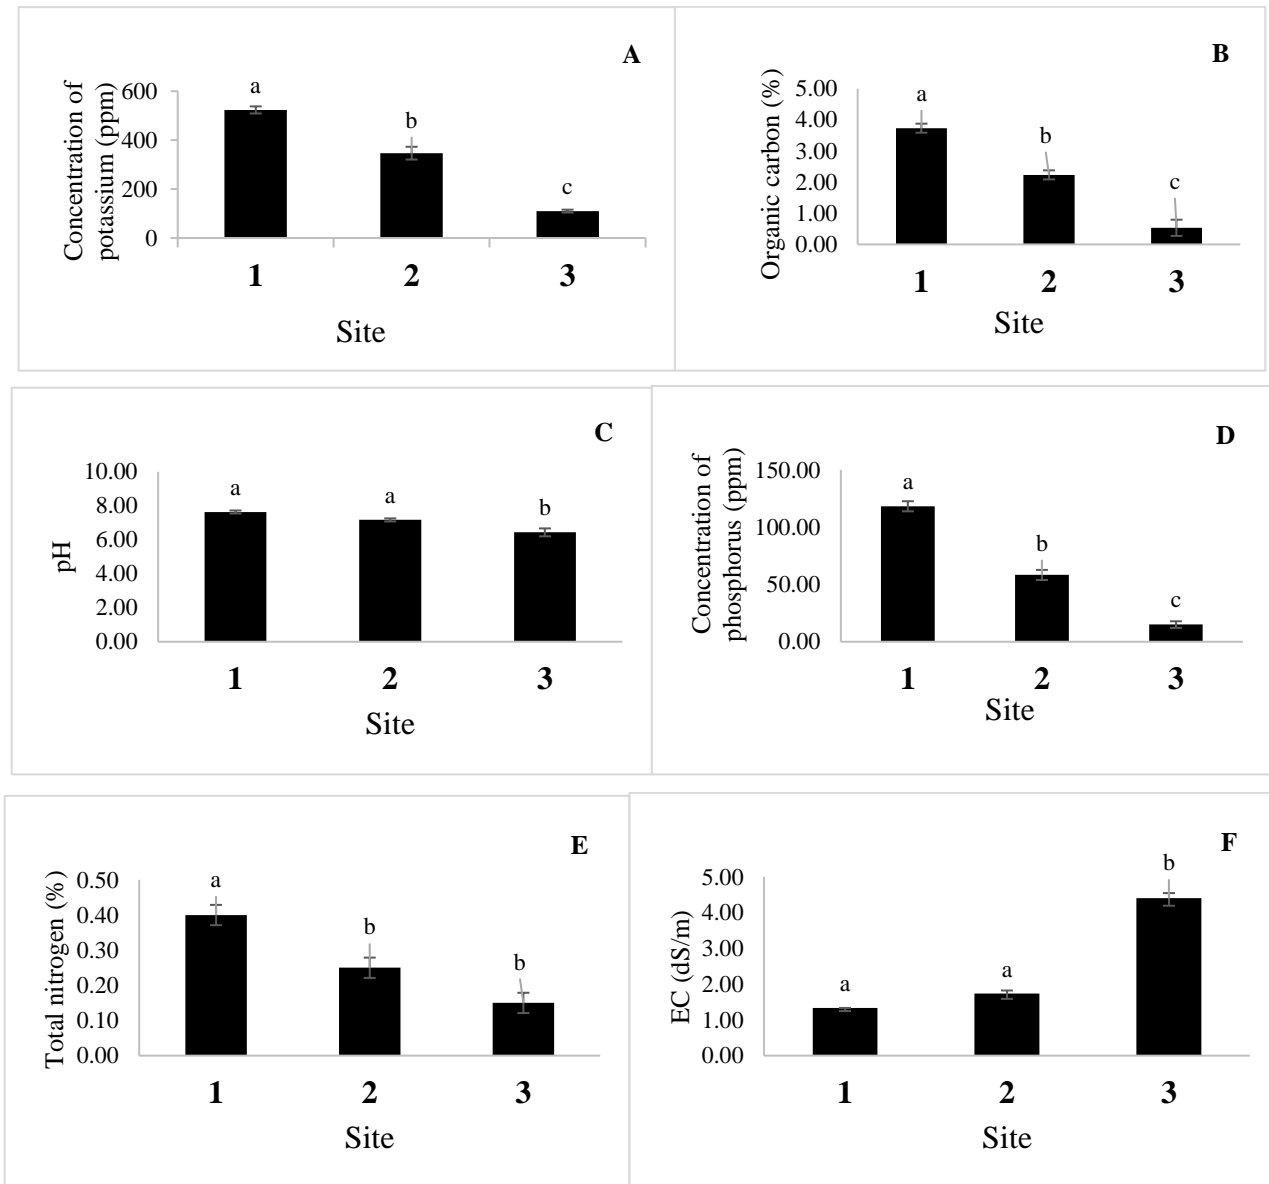 A
Concentration of
potassium (ppm)
600
400
200
0
a
b
c
1 2 3
Site
B
Organic carbon (%)
5.00
4.00
3.00
2.00
1.00
0.00
a
b
c
1 2 3
Site
C
pH
10.00
8.00
6.00
4.00
2.00
0.00
a
a
b
1 2 3
Site
D
Concentration of
phosphorus (ppm)
150.00
100.00
50.00
0.00
a
b
c
1 2 3
Site
E
Total nitrogen (%)
0.50
0.40
0.30
0.20
0.10
0.00
a
b
b
1 2 3
Site
F
EC (dS/m)
5.00
4.00
3.00
2.00
1.00
0.00
a
a
b
1 2 3
Site